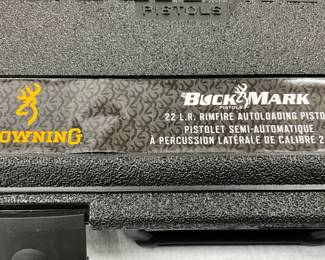 PISTOLS
OWNING
BUCK MARK
PISTOLS
22 L.R. RIMFIRE AUTOLOADING PISTO
PISTOLET SEMI-AUTOMATIQUE
À PERCUSSION LATÉRALE DE CALIBRE 2